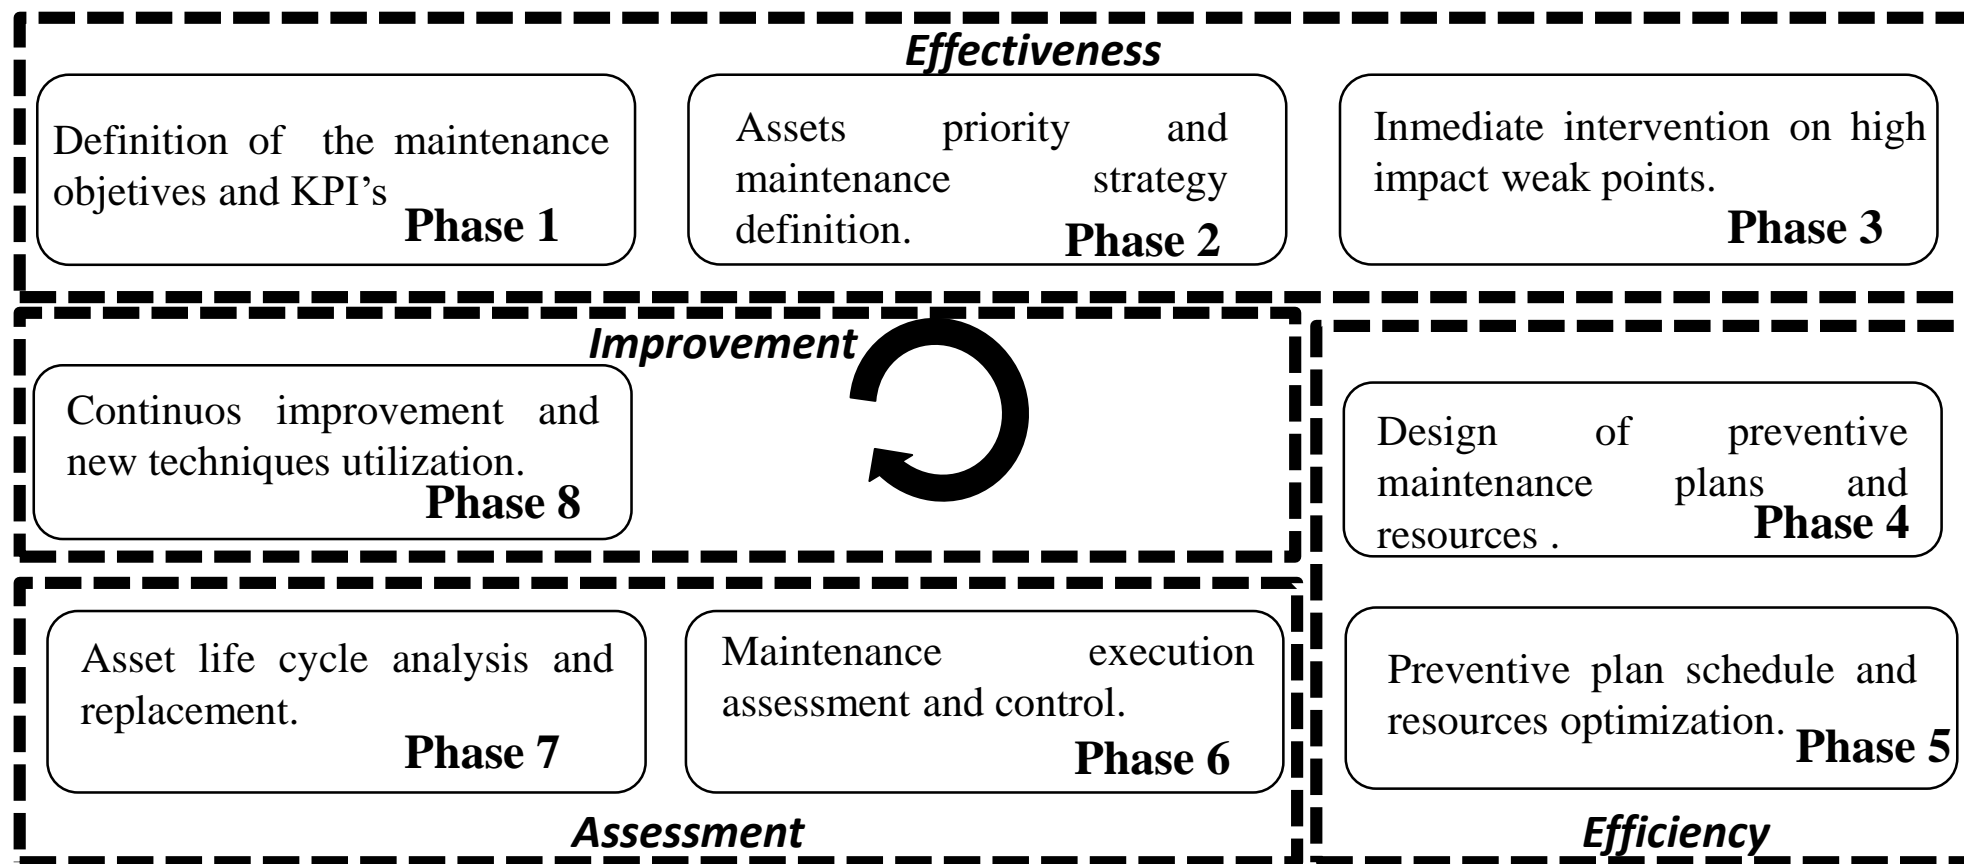 Effectiveness
Definition of the maintenance
objetives and KPI's
Phase 1
Assets priority and
maintenance strategy
definition.
Phase 2
Inmediate intervention on high
impact weak points.
Phase 3
Improvement
Continuos improvement and
new techniques utilization.
Phase 8
Design of preventive
maintenance plans and
resources .
Phase 4
Asset life cycle analysis and
replacement.
Phase 7
Maintenance execution
assessment and control.
Phase 6
Preventive plan schedule and
resources optimization.
Phase 5
Assessment
Efficiency